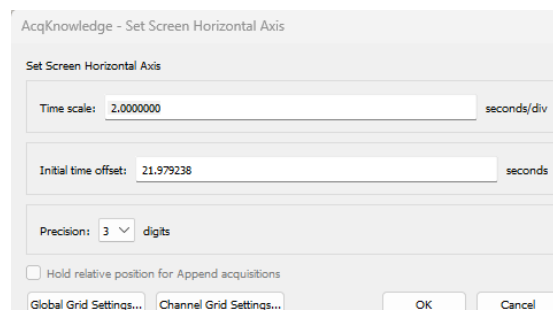 AcqKnowledge - Set Screen Horizontal Axis
Set Screen Horizontal Axis
Time scale: 2.0000000 seconds/div
Initial time offset: 21.979238 seconds
Precision: 3 digits
Hold relative position for Append acquisitions
Global Grid Settings... Channel Grid Settings... OK Cancel